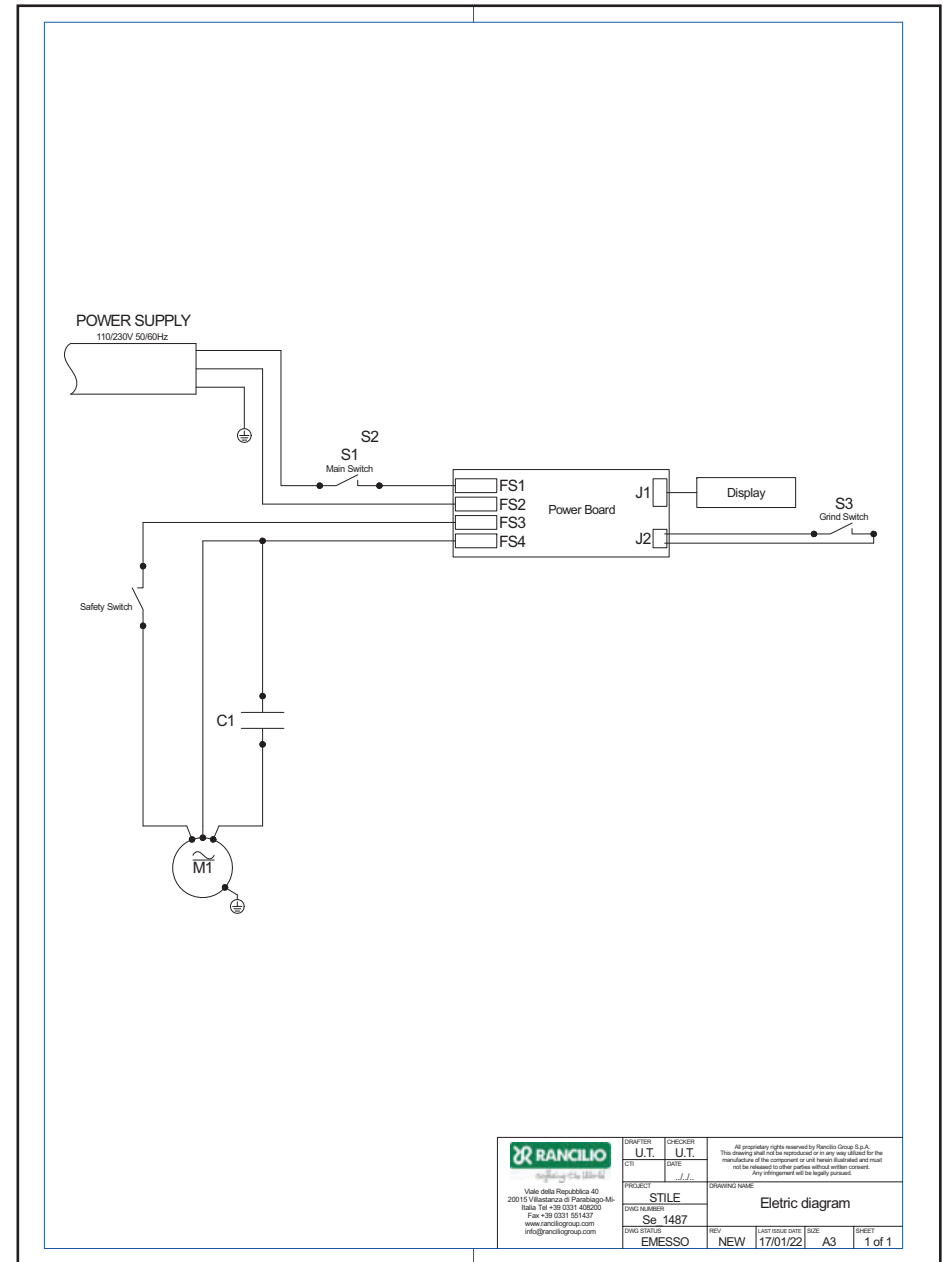 POWER SUPPLY
110/230V 50/60Hz
S2
S1
Main Switch
FS1
FS2
FS3
FS4
Power Board
J1
J2
Display
S3
Grind Switch
Safety Switch
C1
M1
RANCILIO
coffeeing the world
Viale della Repubblica 40
20015 Villastanza di Parabiago-Mi-
Italia Tel +39 0331 408200
Fax +39 0331 551437
www.ranciliogroup.com
info@ranciliogroup.com
DRAFTER
U.T.
CHECKER
U.T.
CTI
DATE
../../..
PROJECT
STILE
DWG NUMBER
Se_1487
DWG STATUS
EMESSO
All proprietary rights reserved by Rancilio Group S.p.A.
This drawing shall not be reproduced or in any way utilized for the
manufacture of the component or unit herein illustrated and must
not be released to other parties without written consent.
Any infringement will be legally pursued.
DRAWING NAME
Eletric diagram
REV
NEW
LAST ISSUE DATE
17/01/22
SIZE
A3
SHEET
1 of 1